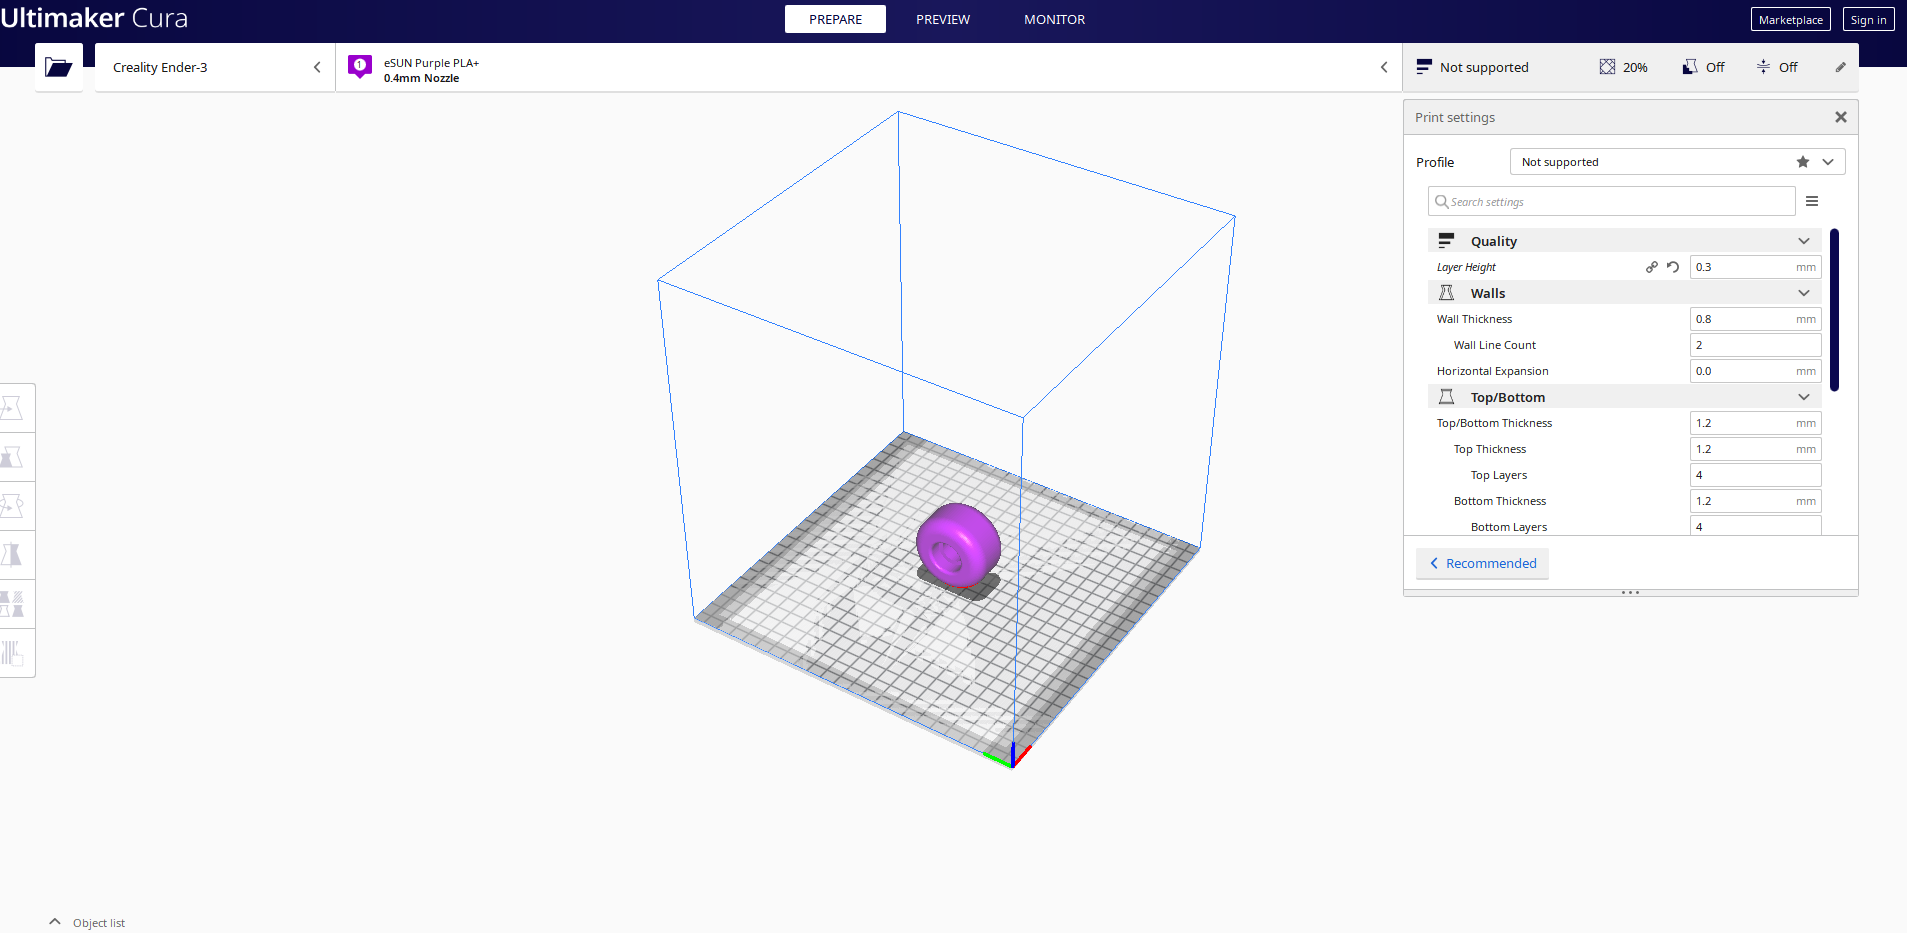 Ultimaker Cura
PREPARE
PREVIEW
MONITOR
Marketplace
Sign in
Creality Ender-3
1
eSUN Purple PLA+
0.4mm Nozzle
Not supported
20%
Off
Off
Print settings
Profile
Not supported
Search settings
Quality
Layer Height
0.3 mm
Walls
Wall Thickness
0.8 mm
Wall Line Count
2
Horizontal Expansion
0.0 mm
Top/Bottom
Top/Bottom Thickness
1.2 mm
Top Thickness
1.2 mm
Top Layers
4
Bottom Thickness
1.2 mm
Bottom Layers
4
Recommended
Object list